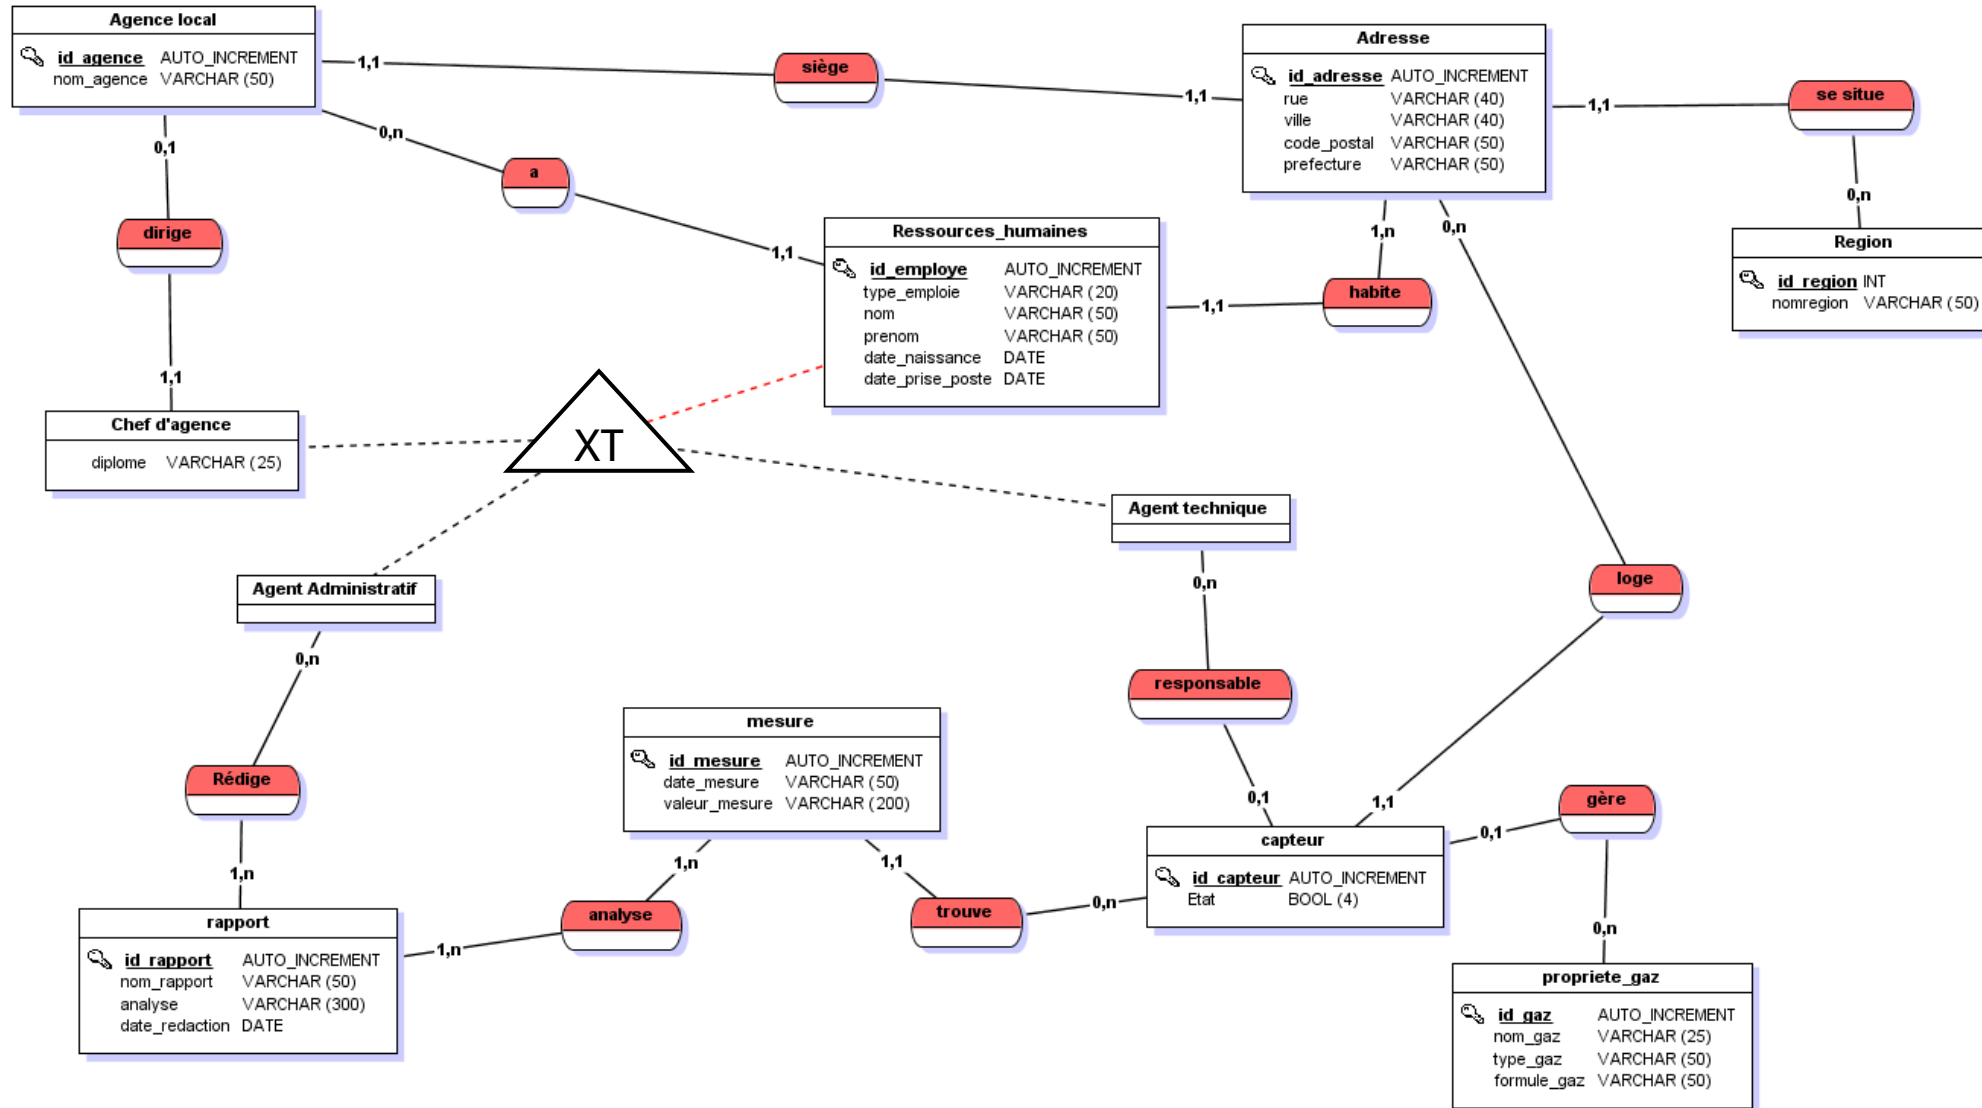 Agence local
id_agence AUTO_INCREMENT
nom_agence VARCHAR (50)
1,1
siège
1,1
Adresse
id_adresse AUTO_INCREMENT
rue VARCHAR (40)
ville VARCHAR (40)
code_postal VARCHAR (50)
prefecture VARCHAR (50)
1,1
se situe
0,n
Region
id_region INT
nomregion VARCHAR (50)
0,1
dirige
1,1
0,n
a
1,1
Ressources_humaines
id_employe AUTO_INCREMENT
type_emploie VARCHAR (20)
nom VARCHAR (50)
prenom VARCHAR (50)
date_naissance DATE
date_prise_poste DATE
1,1
habite
1,n
0,n
Chef d'agence
diplome VARCHAR (25)
XT
Agent technique
Agent Administratif
0,n
0,n
loge
responsable
0,1
1,1
Rédige
1,n
mesure
id_mesure AUTO_INCREMENT
date_mesure VARCHAR (50)
valeur_mesure VARCHAR (200)
1,n
1,1
analyse
trouve
0,n
1,n
capteur
id_capteur AUTO_INCREMENT
Etat BOOL (4)
0,1
gère
0,n
rapport
id_rapport AUTO_INCREMENT
nom_rapport VARCHAR (50)
analyse VARCHAR (300)
date_redaction DATE
propriete_gaz
id_gaz AUTO_INCREMENT
nom_gaz VARCHAR (25)
type_gaz VARCHAR (50)
formule_gaz VARCHAR (50)